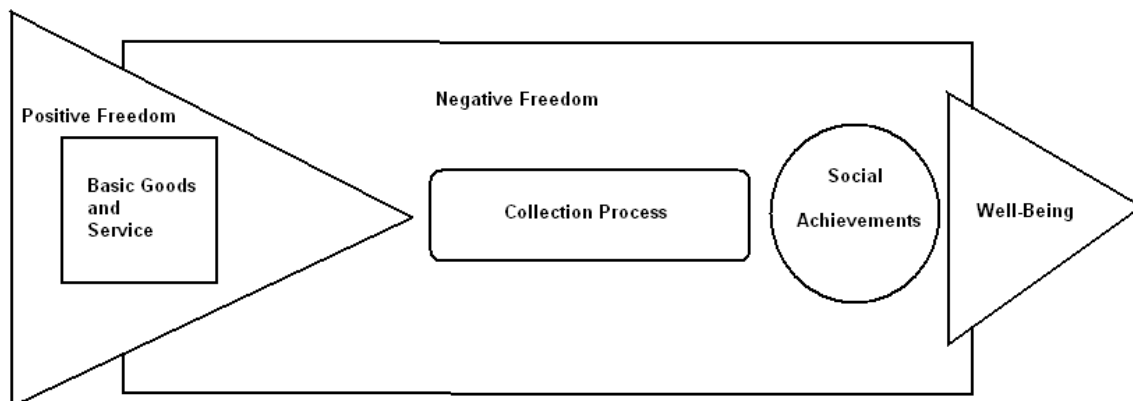 Negative Freedom
Positive Freedom
Basic Goods
and
Service
Collection Process
Social
Achievements
Well-Being